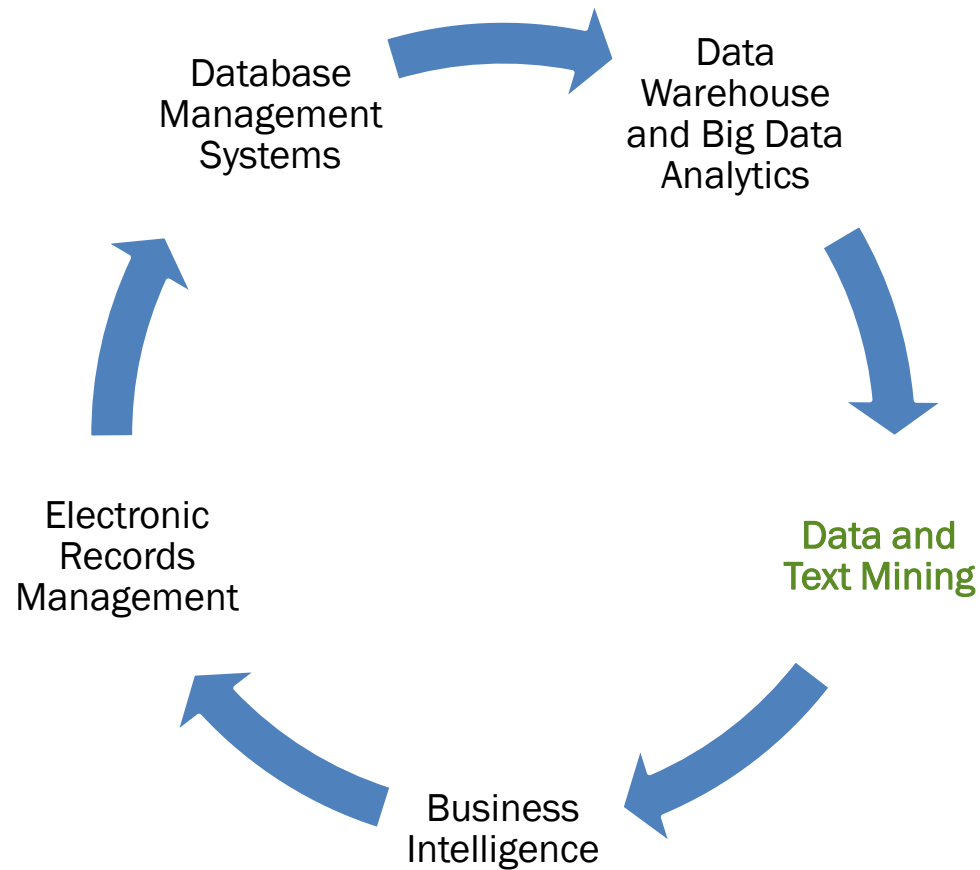 Database
Management
Systems
Data
Warehouse
and Big Data
Analytics
Data and
Text Mining
Business
Intelligence
Electronic
Records
Management